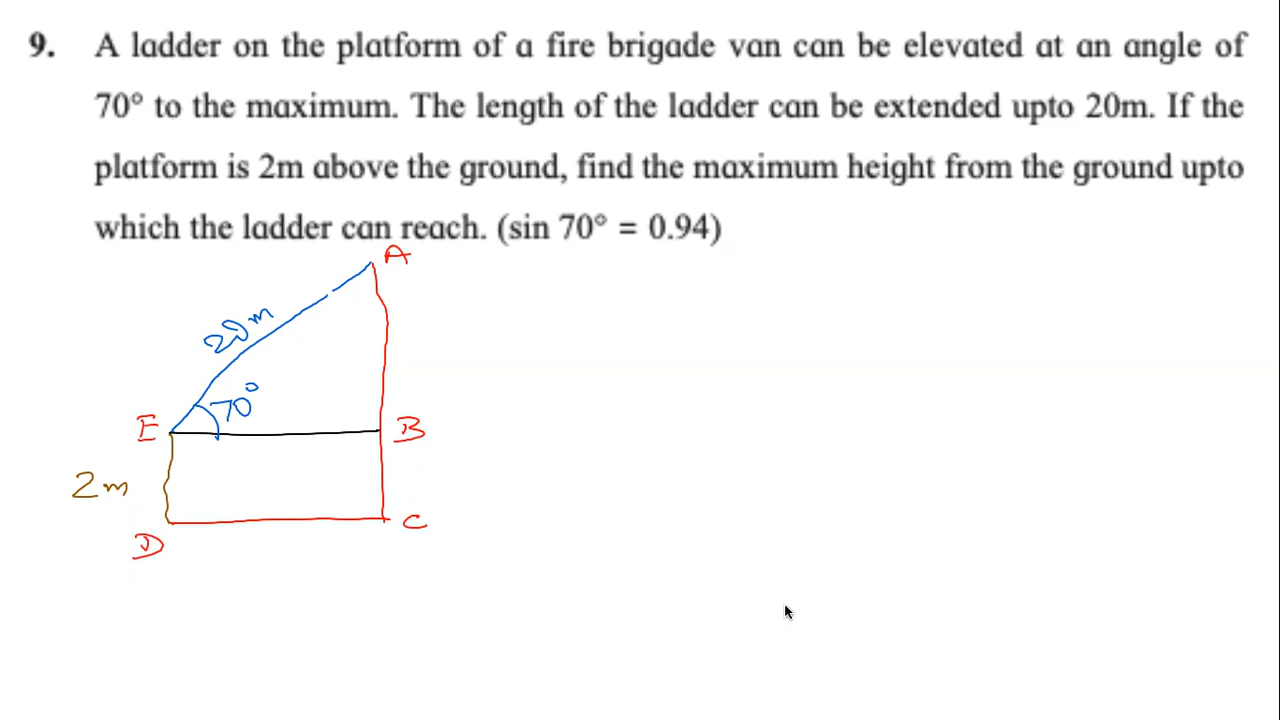 9. A ladder on the platform of a fire brigade van can be elevated at an angle of
70° to the maximum. The length of the ladder can be extended upto 20m. If the
platform is 2m above the ground, find the maximum height from the ground upto
which the ladder can reach. (sin 70° = 0.94)
A
20m
70°
E
B
2m
C
D